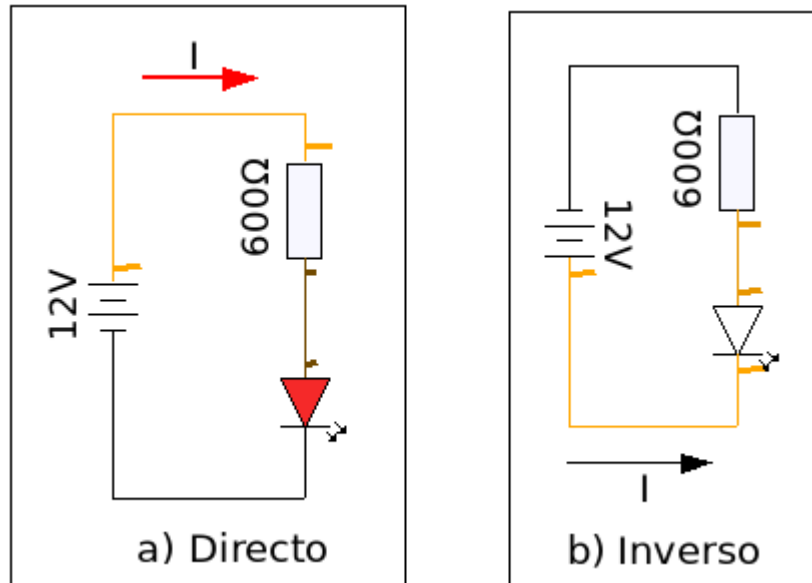 I
600Ω
12V
a) Directo
600Ω
12V
I
b) Inverso